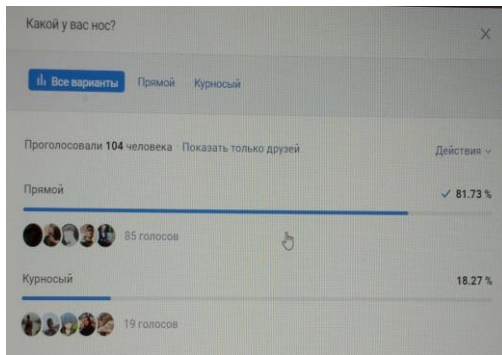 Какой у вас нос?
Все варианты Прямой Курносый
Проголосовали 104 человека · Показать только друзей Действия
Прямой 81.73 %
85 голосов
Курносый 18.27 %
19 голосов